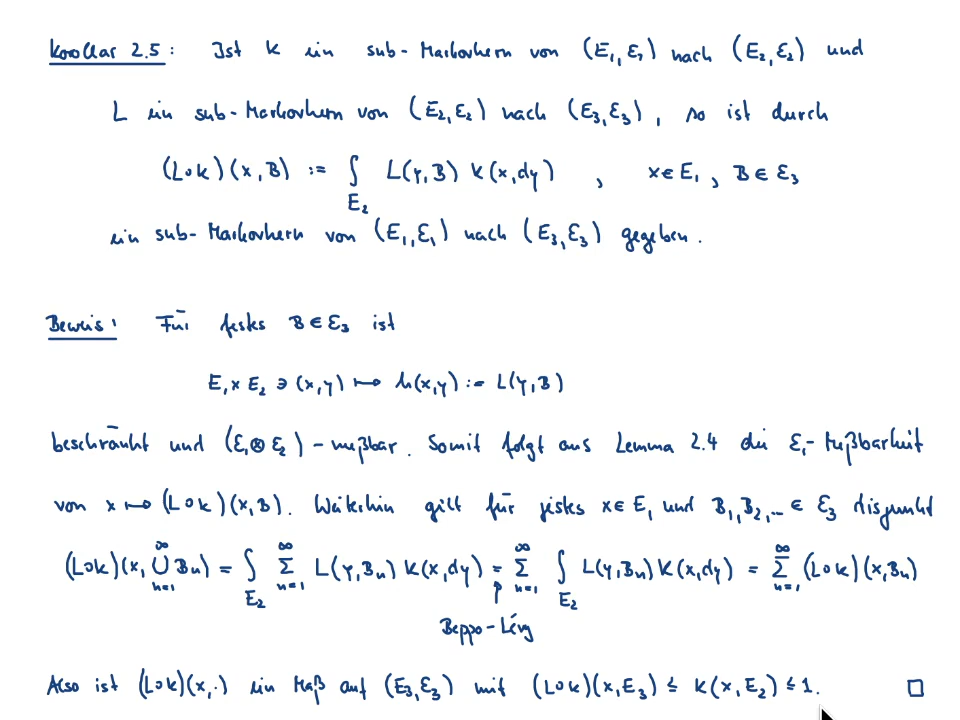 Korollar 2.5: Ist K ein sub-Markovkern von (E₁, ℰ₁) nach (E₂, ℰ₂) und
L ein sub-Markovkern von (E₂, ℰ₂) nach (E₃, ℰ₃), so ist durch
(L∘K)(x, B) := ∫_{E₂} L(y, B) K(x, dy) , x ∈ E₁, B ∈ ℰ₃
ein sub-Markovkern von (E₁, ℰ₁) nach (E₃, ℰ₃) gegeben.
Beweis: Für festes B ∈ ℰ₃ ist
E₁ × E₂ ∋ (x, y) ↦ h(x, y) := L(y, B)
beschränkt und (ℰ₁ ⊗ ℰ₂)-meßbar. Somit folgt aus Lemma 2.4 die ℰ₁-Meßbarkeit
von x ↦ (L∘K)(x, B). Weiterhin gilt für jedes x ∈ E₁ und B₁, B₂, ... ∈ ℰ₃ disjunkt
(L∘K)(x, ⋃_{n=1}^∞ Bₙ) = ∫_{E₂} ∑_{n=1}^∞ L(y, Bₙ) K(x, dy) = ∑_{n=1}^∞ ∫_{E₂} L(y, Bₙ) K(x, dy) = ∑_{n=1}^∞ (L∘K)(x, Bₙ)
↑
Beppo-Lévy
Also ist (L∘K)(x, ·) ein Maß auf (E₃, ℰ₃) mit (L∘K)(x, E₃) ≤ K(x, E₂) ≤ 1. □